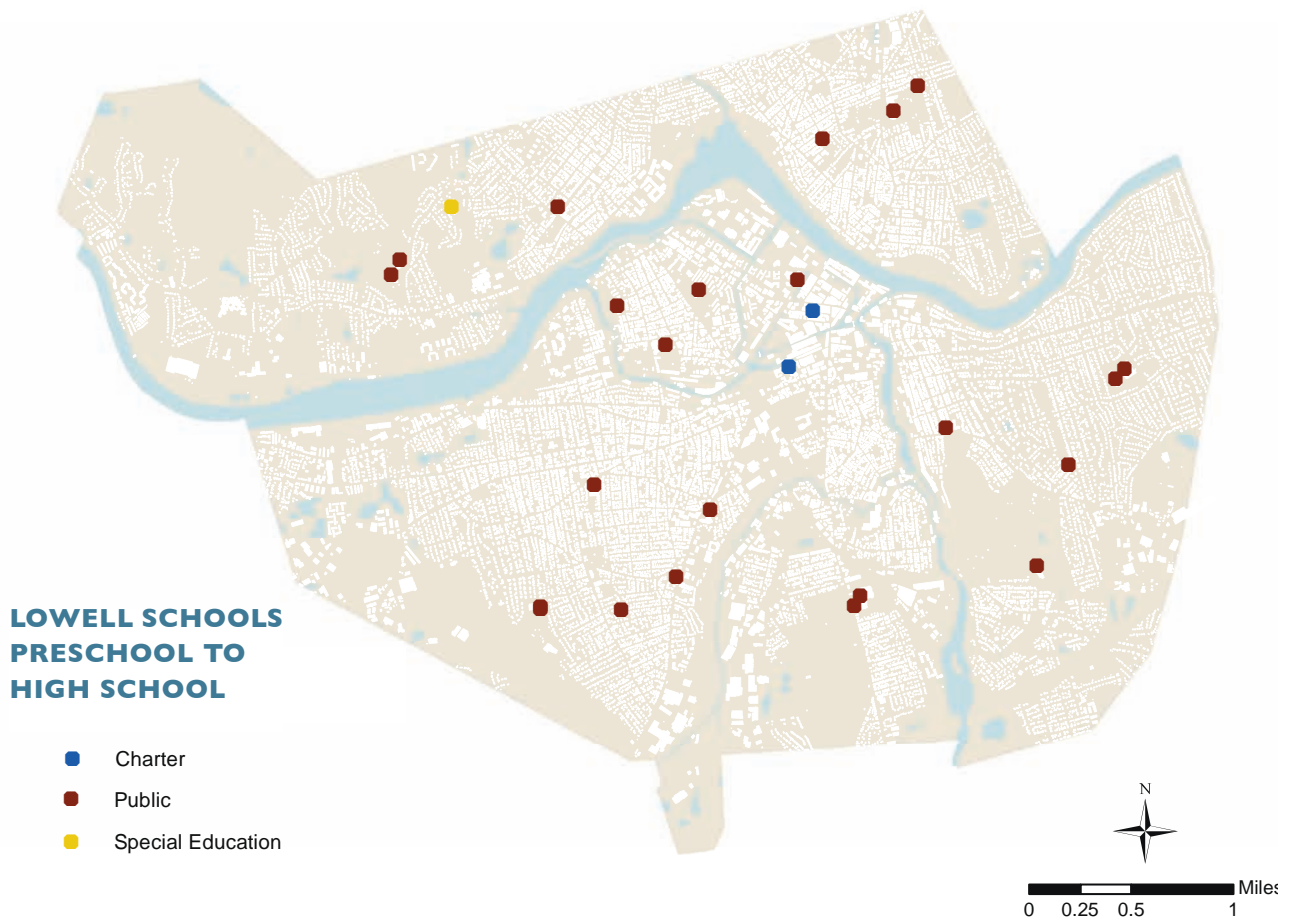 LOWELL SCHOOLS
PRESCHOOL TO
HIGH SCHOOL
Charter
Public
Special Education
N
Miles
0 0.25 0.5 1